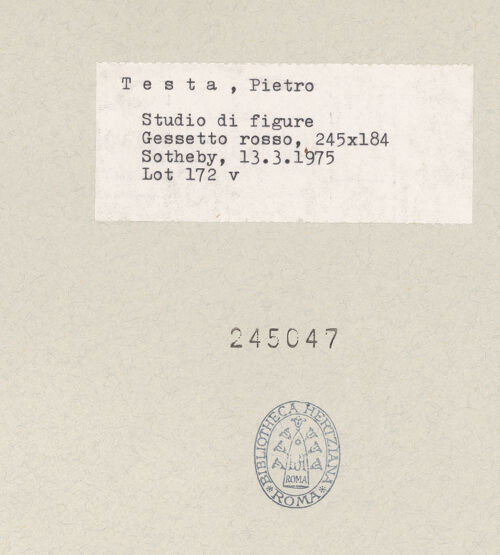 T e s t a , Pietro
Studio di figure
Gessetto rosso, 245x184
Sotheby, 13.3.1975
Lot 172 v
245047
BIBLIOTHECA HERTZIANA
ROMA
ROMA